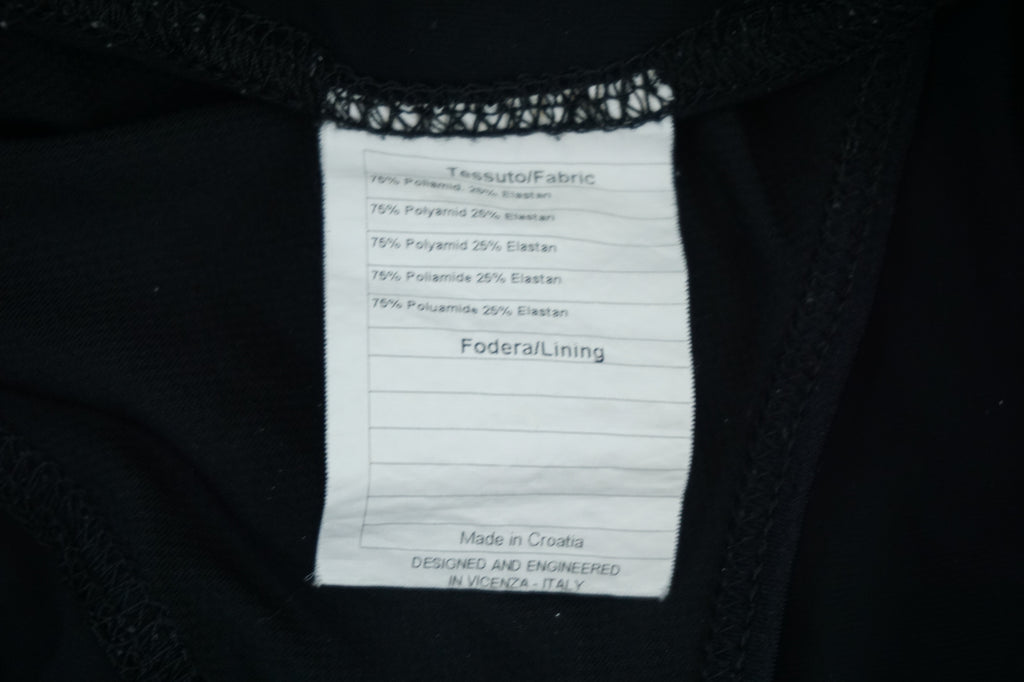 Tessuto/Fabric
75% Poliamid. 25% Elastan
75% Polyamid 25% Elastan
75% Polyamid 25% Elastan
75% Poliamide 25% Elastan
75% Poluamide 25% Elastan
Fodera/Lining
Made in Croatia
DESIGNED AND ENGINEERED
IN VICENZA - ITALY